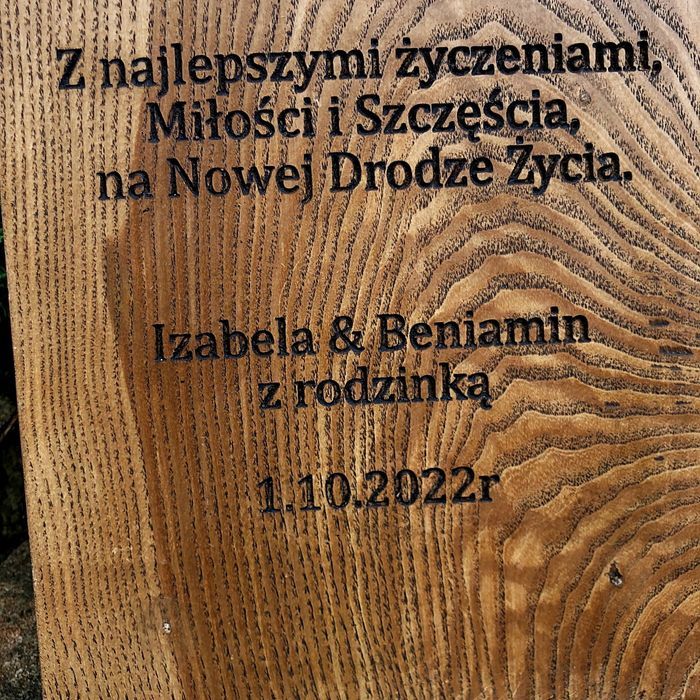 Z najlepszymi życzeniami,
Miłości i Szczęścia,
na Nowej Drodze Życia.
Izabela & Beniamin
z rodzinką
1.10.2022r